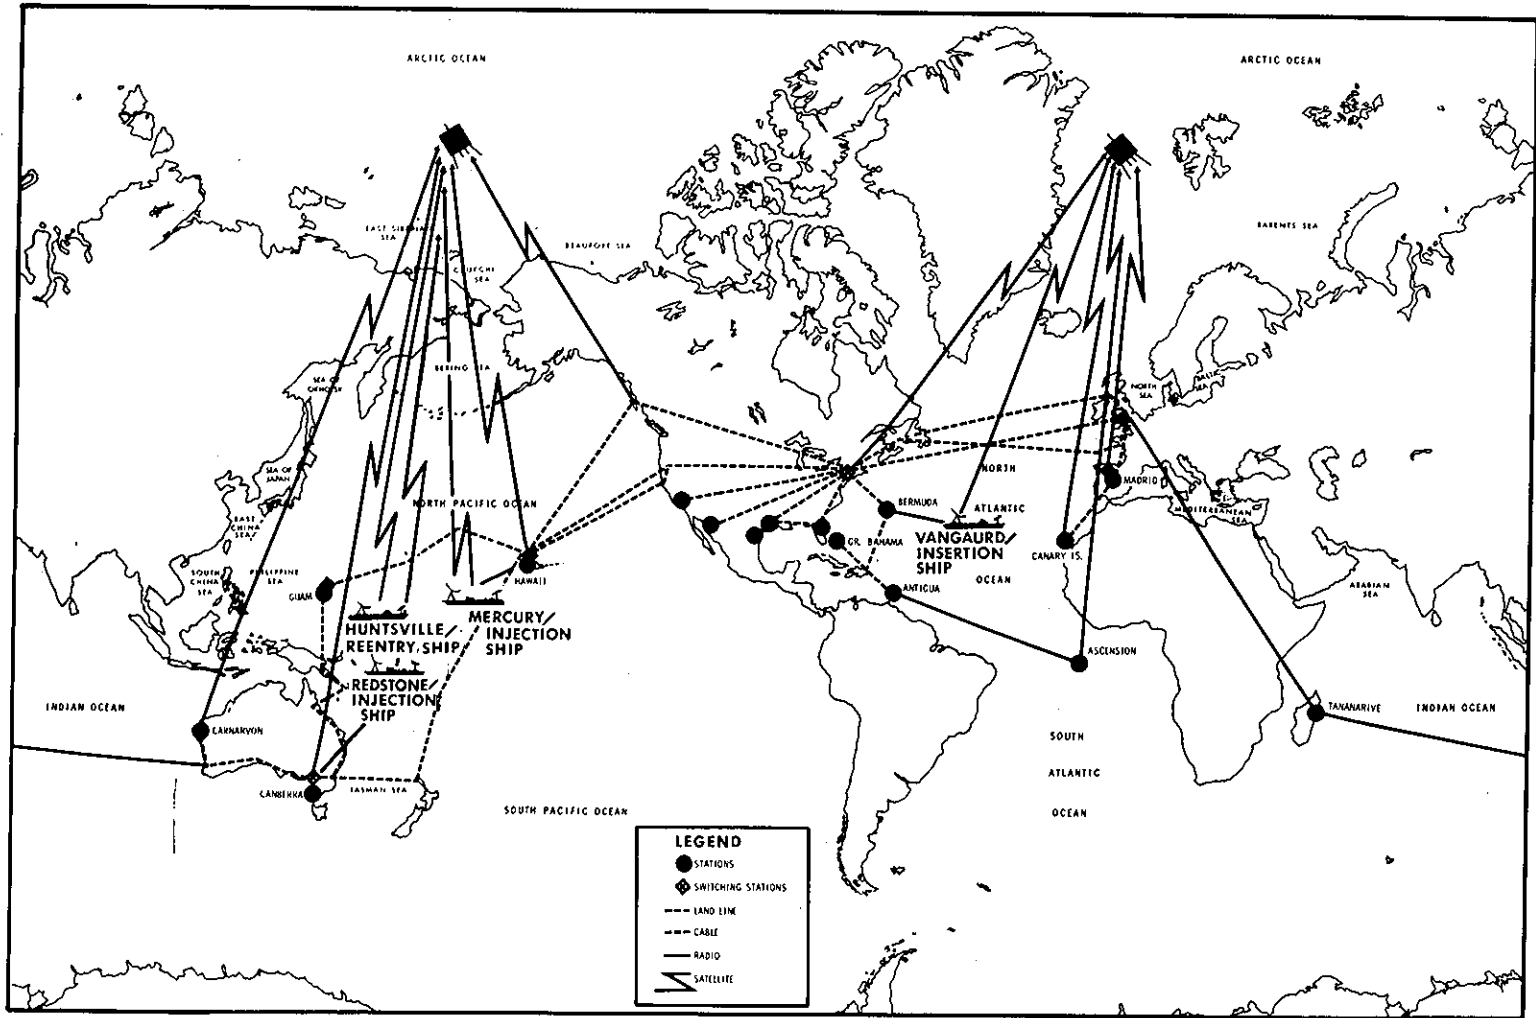 ARCTIC OCEAN
ARCTIC OCEAN
EAST SIBERIA
SEA
BEAUFORT SEA
BARENTS SEA
SEA
BERING SEA
SEA OF
NORTH
SEA
BALTIC
SEA
SEA OF
JAPAN
NORTH
NORTH PACIFIC OCEAN
EAST
CHINA
SEA
BERMUDA
ATLANTIC
MADRID
MEDITERRANEAN
SEA
VANGAURD/
INSERTION
SHIP
GR. BAHAMA
CANARY IS.
SOUTH
CHINA
SEA
PHILIPPINE
SEA
HAWAII
OCEAN
ARABIAN
SEA
GUAM
ANTIGUA
MERCURY/
INJECTION
SHIP
HUNTSVILLE/
REENTRY SHIP/
ASCENSION
REDSTONE/
INJECTION
SHIP
INDIAN OCEAN
TANANARIVE
INDIAN OCEAN
CARNARVON
SOUTH
ATLANTIC
OCEAN
CANBERRA
TASMAN SEA
SOUTH PACIFIC OCEAN
LEGEND
STATIONS
SWITCHING STATIONS
LAND LINE
CABLE
RADIO
SATELLITE